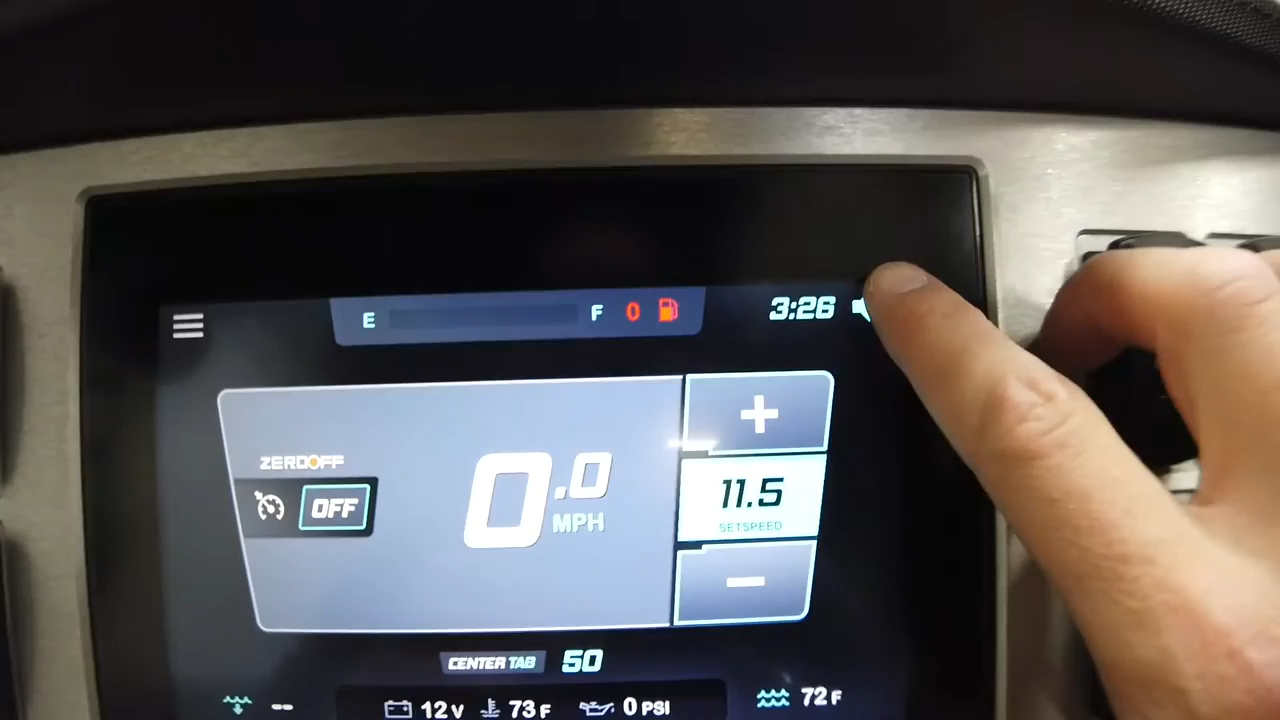 E F 0 3:26
+
ZEROOFF
OFF
0.0
MPH
11.5
SETSPEED
-
CENTER TAB 50
-- 12 V 73 F 0 PSI 72 F